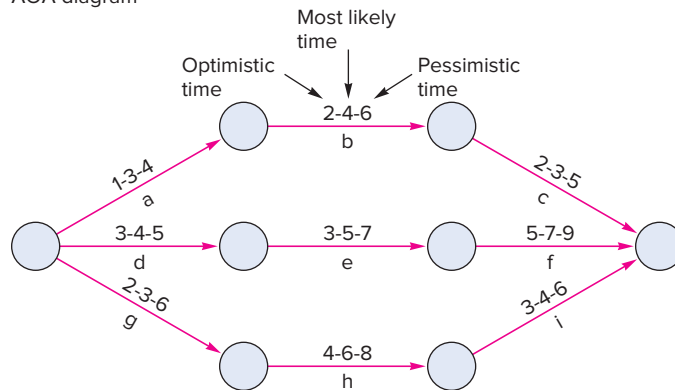 AOA diagram
Most likely
time
Optimistic
time
Pessimistic
time
2-4-6
b
1-3-4
a
2-3-5
c
3-4-5
d
3-5-7
e
5-7-9
f
2-3-6
g
4-6-8
h
3-4-6
i